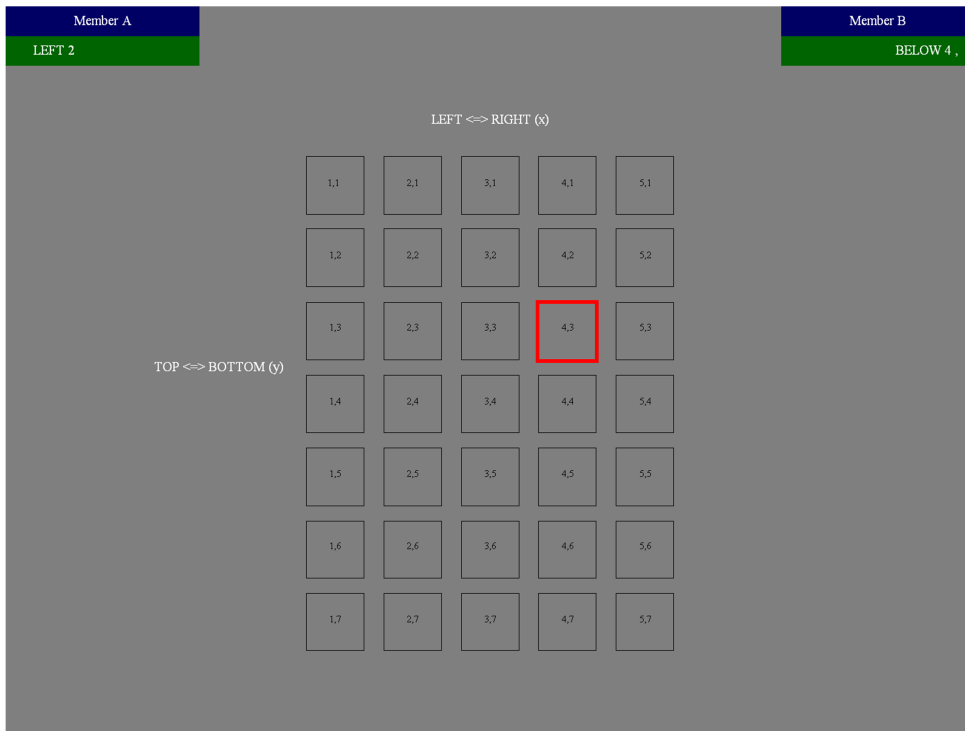 Member A
Member B
LEFT 2
BELOW 4 ,
LEFT <=> RIGHT (x)
1,1 2,1 3,1 4,1 5,1
1,2 2,2 3,2 4,2 5,2
1,3 2,3 3,3 4,3 5,3
TOP <=> BOTTOM (y)
1,4 2,4 3,4 4,4 5,4
1,5 2,5 3,5 4,5 5,5
1,6 2,6 3,6 4,6 5,6
1,7 2,7 3,7 4,7 5,7